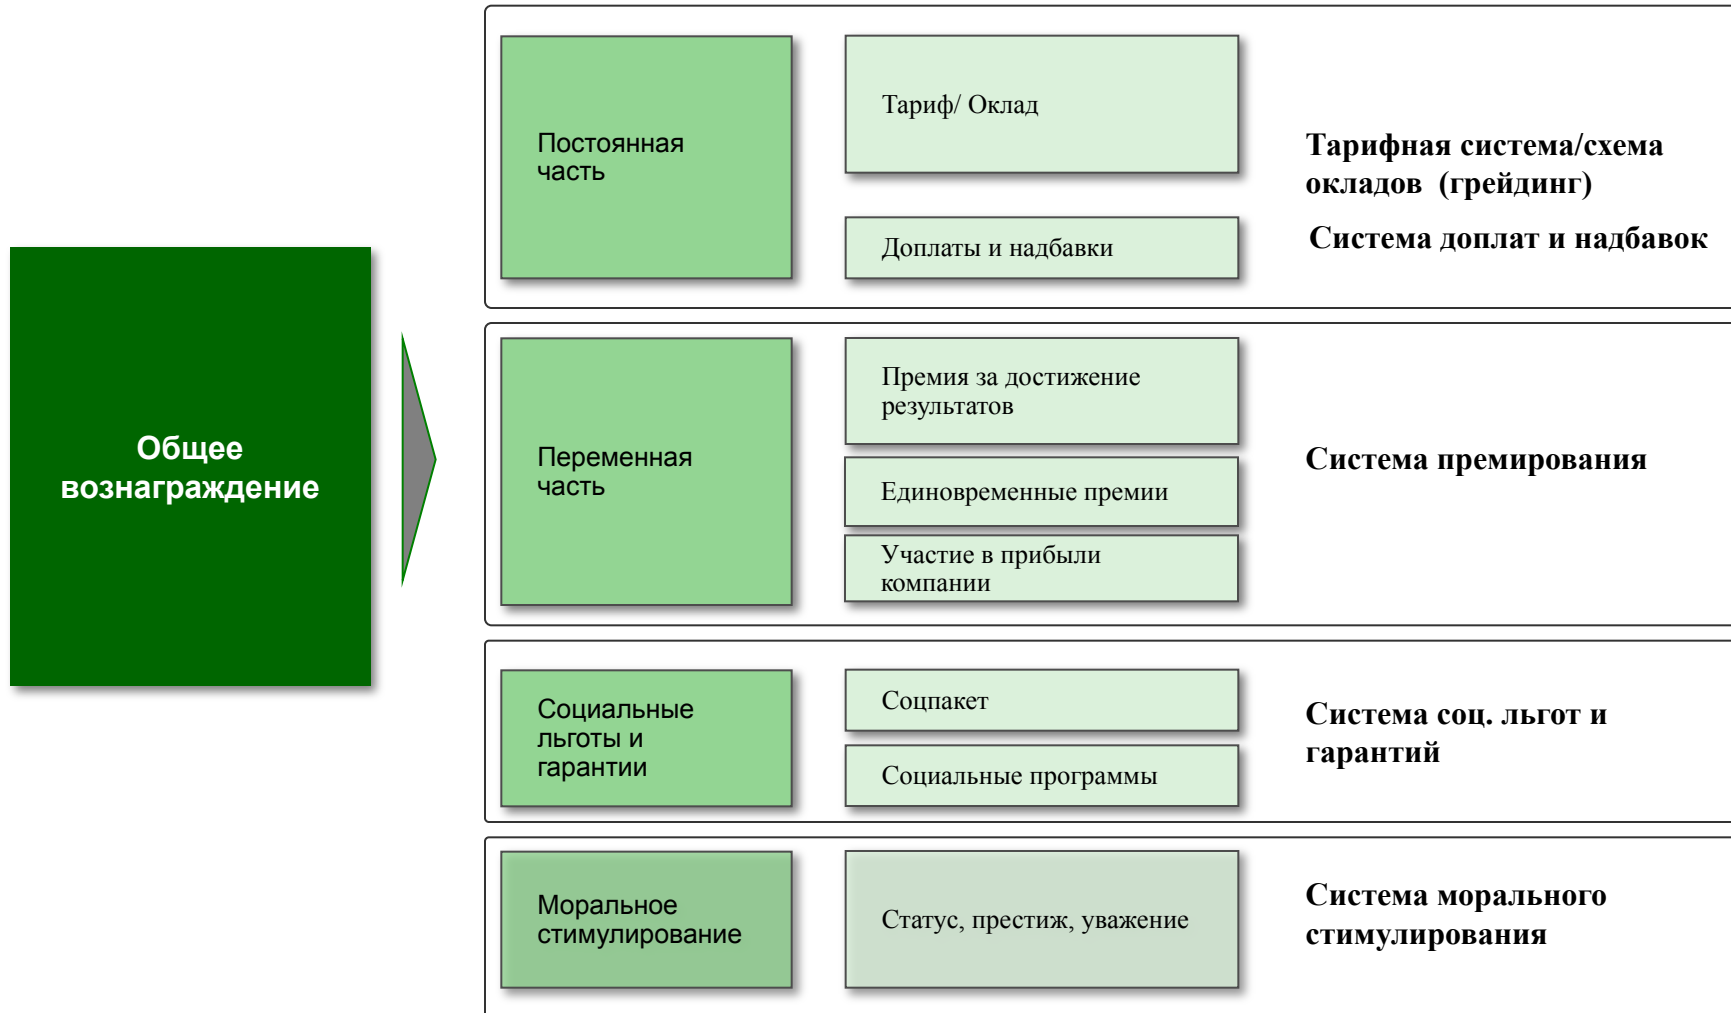 Общее
вознаграждение
Постоянная
часть
Тариф/ Оклад
Доплаты и надбавки
Тарифная система/схема
окладов (грейдинг)
Система доплат и надбавок
Переменная
часть
Премия за достижение
результатов
Единовременные премии
Участие в прибыли
компании
Система премирования
Социальные
льготы и
гарантии
Соцпакет
Социальные программы
Система соц. льгот и
гарантий
Моральное
стимулирование
Статус, престиж, уважение
Система морального
стимулирования